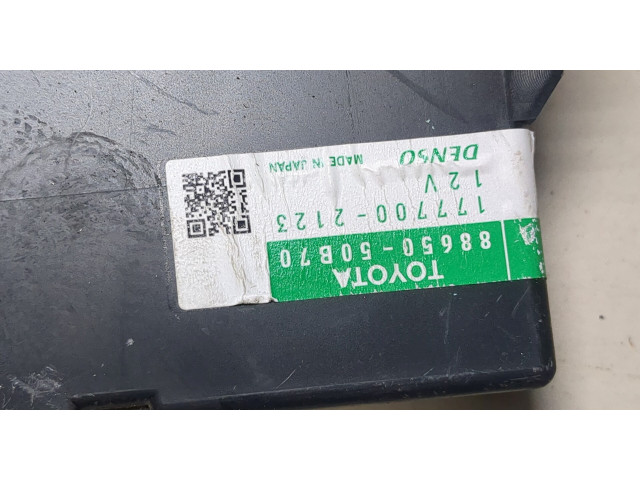 TOYOTA
88650-50B70
177700-2123
12V
DENSO MADE IN JAPAN